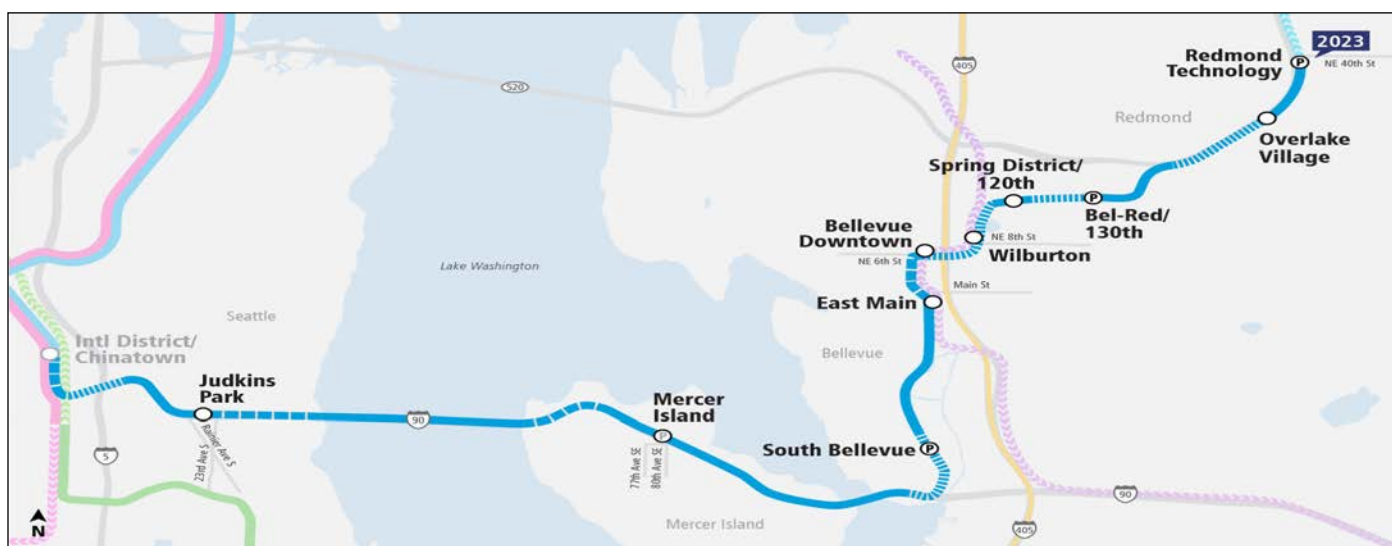 2023
Redmond
Technology
P
NE 40th St
405
520
Redmond
Overlake
Village
Spring District/
120th
P
Bel-Red/
130th
Bellevue
Downtown
NE 8th St
Wilburton
NE 6th St
Lake Washington
Main St
East Main
Seattle
Intl District/
Chinatown
Bellevue
Judkins
Park
Mercer
Island
90
P
South Bellevue
P
5
23rd Ave S
Rainier Ave S
77th Ave SE
80th Ave SE
90
N
Mercer Island
405